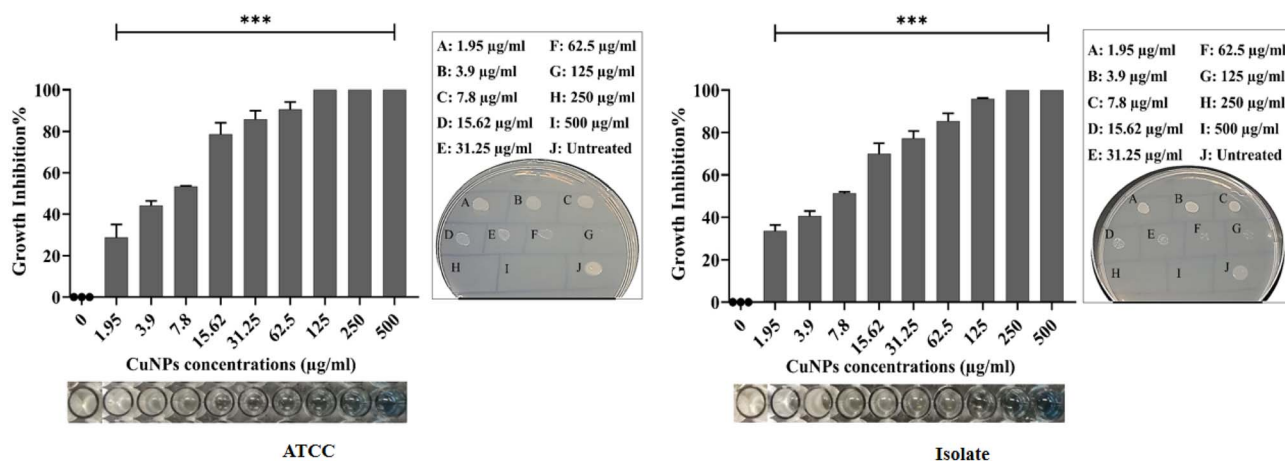 ***
Growth Inhibition%
100
80
60
40
20
0
0 1.95 3.9 7.8 15.62 31.25 62.5 125 250 500
CuNPs concentrations (µg/ml)
A: 1.95 µg/ml F: 62.5 µg/ml
B: 3.9 µg/ml G: 125 µg/ml
C: 7.8 µg/ml H: 250 µg/ml
D: 15.62 µg/ml I: 500 µg/ml
E: 31.25 µg/ml J: Untreated
A B C
D E F G
H I J
ATCC
***
Growth Inhibition%
100
80
60
40
20
0
0 1.95 3.9 7.8 15.62 31.25 62.5 125 250 500
CuNPs concentrations (µg/ml)
A: 1.95 µg/ml F: 62.5 µg/ml
B: 3.9 µg/ml G: 125 µg/ml
C: 7.8 µg/ml H: 250 µg/ml
D: 15.62 µg/ml I: 500 µg/ml
E: 31.25 µg/ml J: Untreated
A B C
D E F G
H I J
Isolate